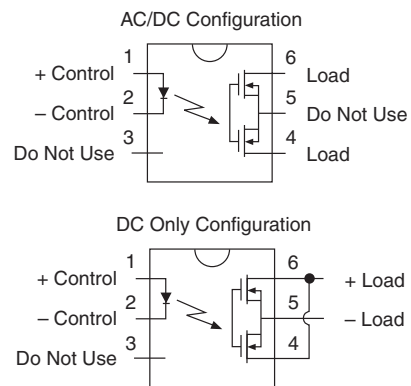 AC/DC Configuration
1
+ Control
2
– Control
3
Do Not Use
6
Load
5
Do Not Use
4
Load
DC Only Configuration
1
+ Control
2
– Control
3
Do Not Use
6
+ Load
5
– Load
4